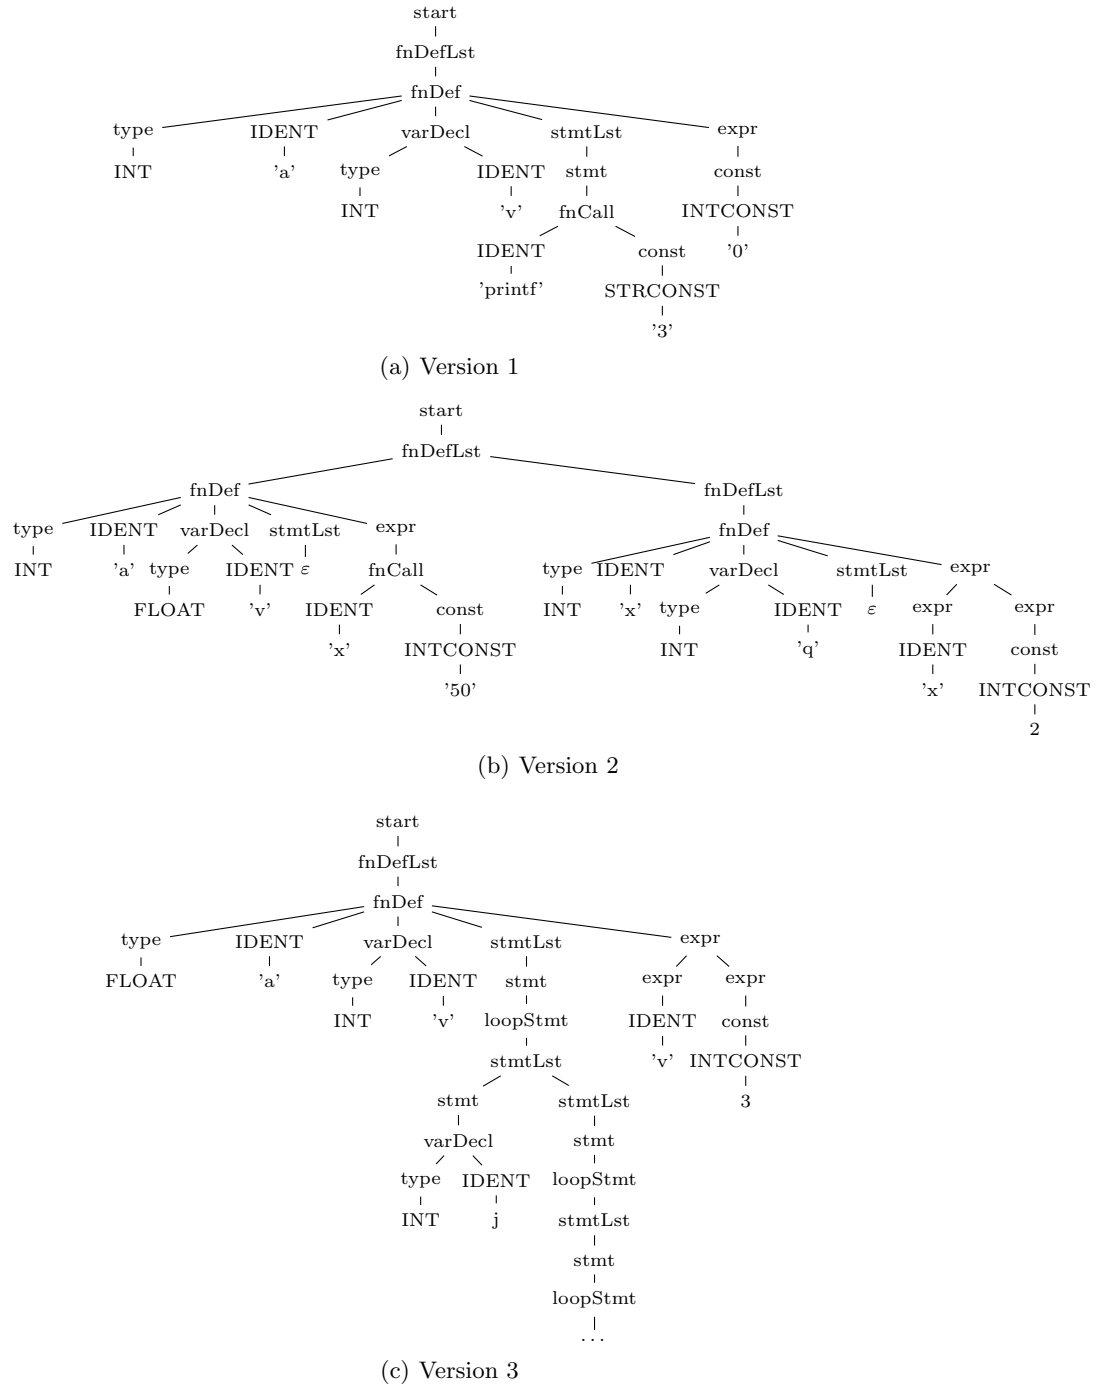 start
fnDefLst
fnDef
type IDENT varDecl stmtLst expr
INT 'a' type IDENT stmt const
INT 'v' fnCall INTCONST
IDENT const '0'
'printf' STRCONST
'3'
(a) Version 1
start
fnDefLst
fnDef fnDefLst
type IDENT varDecl stmtLst expr fnDef
INT 'a' type IDENT ε fnCall type IDENT varDecl stmtLst expr
FLOAT 'v' IDENT const INT 'x' type IDENT ε expr expr
'x' INTCONST INT 'q' IDENT const
'50' 'x' INTCONST
2
(b) Version 2
start
fnDefLst
fnDef
type IDENT varDecl stmtLst expr
FLOAT 'a' type IDENT stmt expr expr
INT 'v' loopStmt IDENT const
stmtLst 'v' INTCONST
stmt stmtLst 3
varDecl stmt
type IDENT loopStmt
INT j stmtLst
stmt
loopStmt
...
(c) Version 3